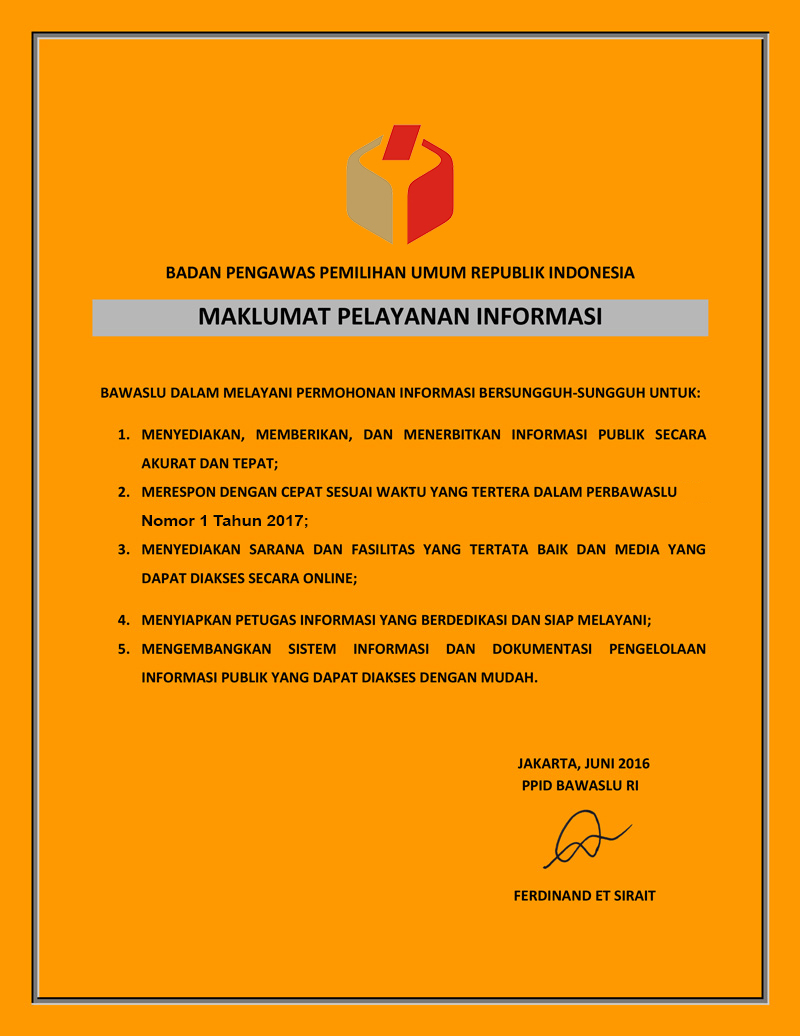 BADAN PENGAWAS PEMILIHAN UMUM REPUBLIK INDONESIA
MAKLUMAT PELAYANAN INFORMASI
BAWASLU DALAM MELAYANI PERMOHONAN INFORMASI BERSUNGGUH-SUNGGUH UNTUK:
1. MENYEDIAKAN, MEMBERIKAN, DAN MENERBITKAN INFORMASI PUBLIK SECARA
AKURAT DAN TEPAT;
2. MERESPON DENGAN CEPAT SESUAI WAKTU YANG TERTERA DALAM PERBAWASLU
Nomor 1 Tahun 2017;
3. MENYEDIAKAN SARANA DAN FASILITAS YANG TERTATA BAIK DAN MEDIA YANG
DAPAT DIAKSES SECARA ONLINE;
4. MENYIAPKAN PETUGAS INFORMASI YANG BERDEDIKASI DAN SIAP MELAYANI;
5. MENGEMBANGKAN SISTEM INFORMASI DAN DOKUMENTASI PENGELOLAAN
INFORMASI PUBLIK YANG DAPAT DIAKSES DENGAN MUDAH.
JAKARTA, JUNI 2016
PPID BAWASLU RI
FERDINAND ET SIRAIT